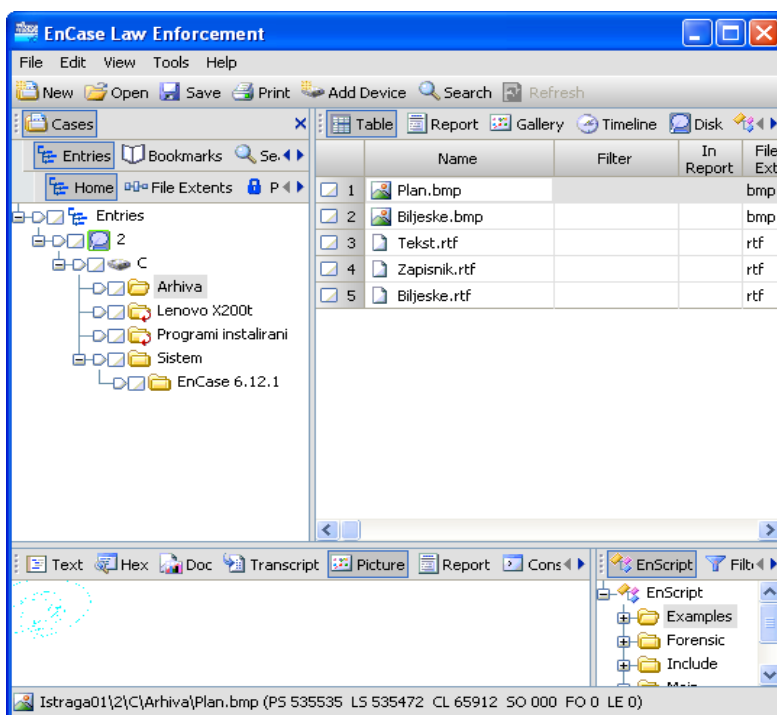 EnCase Law Enforcement
File Edit View Tools Help
New Open Save Print Add Device Search Refresh
Cases
Entries Bookmarks Se.
Home File Extents P
Entries
2
C
Arhiva
Lenovo X200t
Programi instalirani
Sistem
EnCase 6.12.1
Table Report Gallery Timeline Disk
Name Filter In Report File Ext
1 Plan.bmp bmp
2 Biljeske.bmp bmp
3 Tekst.rtf rtf
4 Zapisnik.rtf rtf
5 Biljeske.rtf rtf
Text Hex Doc Transcript Picture Report Cons
EnScript Filt
EnScript
Examples
Forensic
Include
Istraga01\2\C\Arhiva\Plan.bmp (PS 535535 LS 535472 CL 65912 SO 000 FO 0 LE 0)